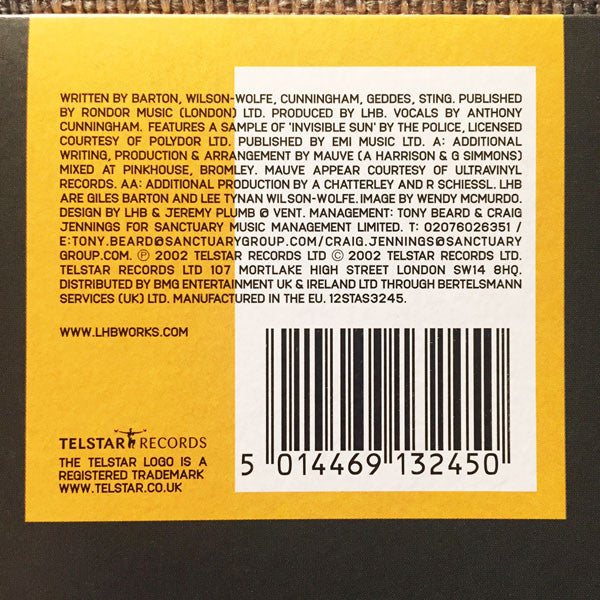 WRITTEN BY BARTON, WILSON-WOLFE, CUNNINGHAM, GEDDES, STING. PUBLISHED
BY RONDOR MUSIC (LONDON) LTD. PRODUCED BY LHB. VOCALS BY ANTHONY
CUNNINGHAM. FEATURES A SAMPLE OF 'INVISIBLE SUN' BY THE POLICE, LICENSED
COURTESY OF POLYDOR LTD. PUBLISHED BY EMI MUSIC LTD. A: ADDITIONAL
WRITING, PRODUCTION & ARRANGEMENT BY MAUVE (A HARRISON & G SIMMONS)
MIXED AT PINKHOUSE, BROMLEY. MAUVE APPEAR COURTESY OF ULTRAVINYL
RECORDS. AA: ADDITIONAL PRODUCTION BY A CHATTERLEY AND R SCHIESSL. LHB
ARE GILES BARTON AND LEE TYNAN WILSON-WOLFE. IMAGE BY WENDY MCMURDO.
DESIGN BY LHB & JEREMY PLUMB @ VENT. MANAGEMENT: TONY BEARD & CRAIG
JENNINGS FOR SANCTUARY MUSIC MANAGEMENT LIMITED. T: 02076026351 /
E:TONY.BEARD@SANCTUARYGROUP.COM/CRAIG.JENNINGS@SANCTUARY
GROUP.COM. ℗ 2002 TELSTAR RECORDS LTD © 2002 TELSTAR RECORDS LTD.
TELSTAR RECORDS LTD 107 MORTLAKE HIGH STREET LONDON SW14 8HQ.
DISTRIBUTED BY BMG ENTERTAINMENT UK & IRELAND LTD THROUGH BERTELSMANN
SERVICES (UK) LTD. MANUFACTURED IN THE EU. 12STAS3245.
WWW.LHBWORKS.COM
TELSTAR RECORDS
THE TELSTAR LOGO IS A
REGISTERED TRADEMARK
WWW.TELSTAR.CO.UK
5 014469 132450